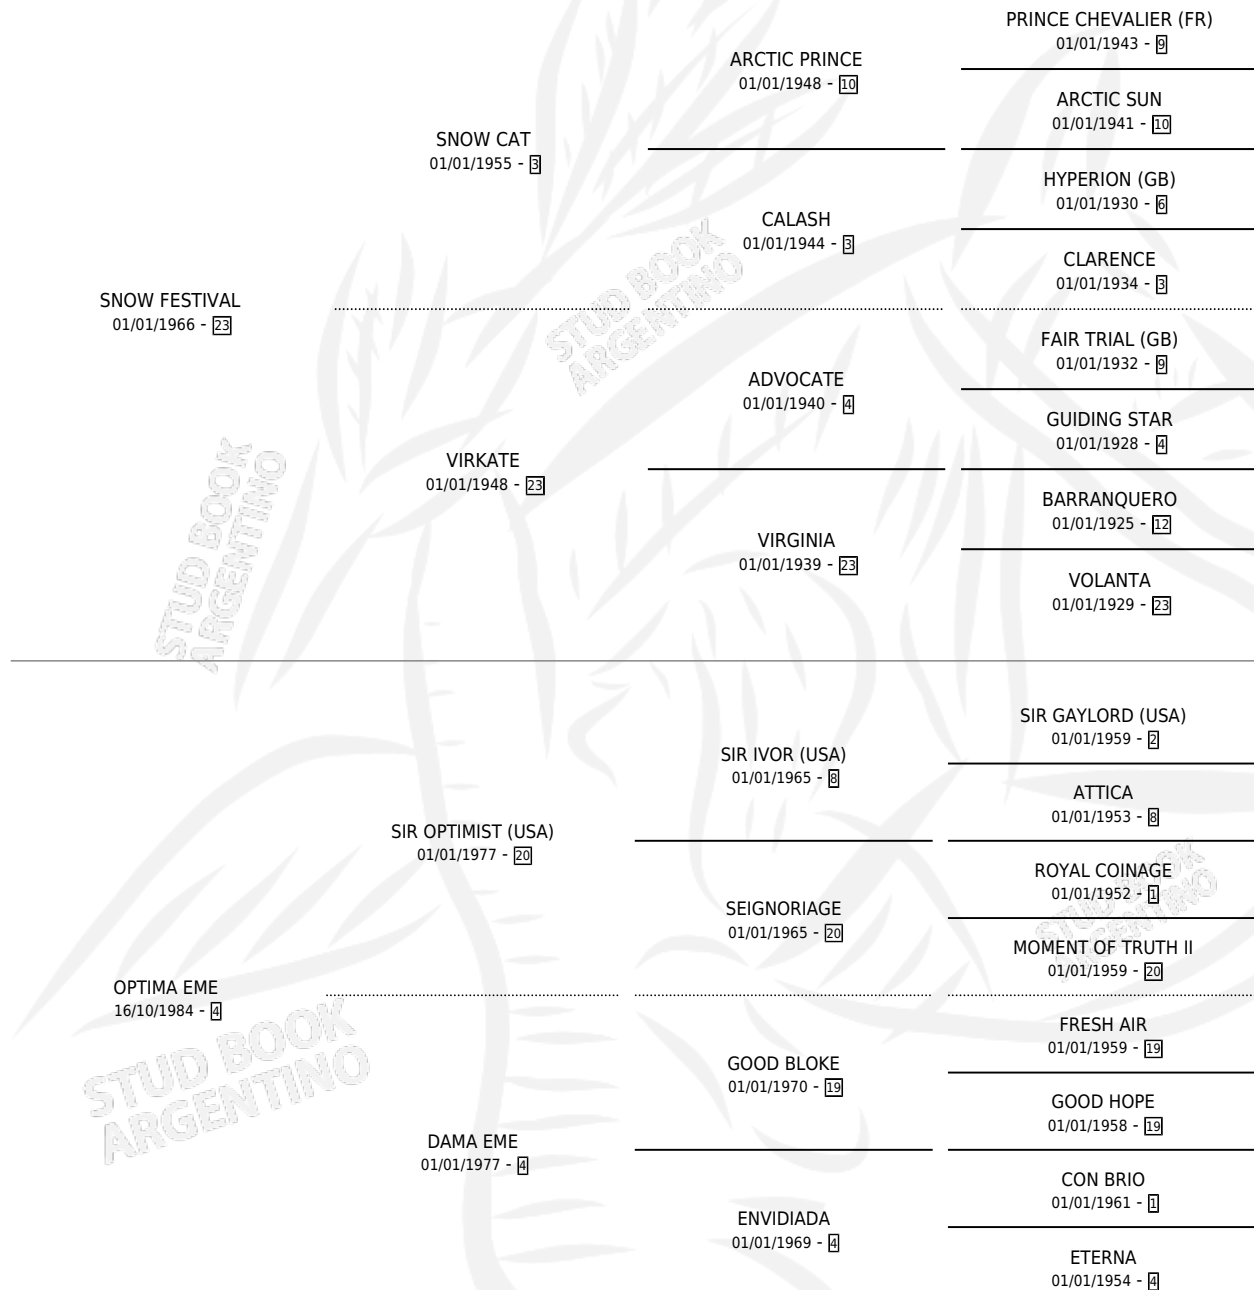 PRINCE CHEVALIER (FR)
01/01/1943 - 9
ARCTIC PRINCE
01/01/1948 - 10
ARCTIC SUN
01/01/1941 - 10
SNOW CAT
01/01/1955 - 3
HYPERION (GB)
01/01/1930 - 6
CALASH
01/01/1944 - 3
CLARENCE
01/01/1934 - 3
SNOW FESTIVAL
01/01/1966 - 23
FAIR TRIAL (GB)
01/01/1932 - 9
ADVOCATE
01/01/1940 - 4
GUIDING STAR
01/01/1928 - 4
VIRKATE
01/01/1948 - 23
BARRANQUERO
01/01/1925 - 12
VIRGINIA
01/01/1939 - 23
VOLANTA
01/01/1929 - 23
SIR GAYLORD (USA)
01/01/1959 - 2
SIR IVOR (USA)
01/01/1965 - 8
ATTICA
01/01/1953 - 8
SIR OPTIMIST (USA)
01/01/1977 - 20
ROYAL COINAGE
01/01/1952 - 1
SEIGNORIAGE
01/01/1965 - 20
MOMENT OF TRUTH II
01/01/1959 - 20
OPTIMA EME
16/10/1984 - 4
FRESH AIR
01/01/1959 - 19
GOOD BLOKE
01/01/1970 - 19
GOOD HOPE
01/01/1958 - 19
DAMA EME
01/01/1977 - 4
CON BRIO
01/01/1961 - 1
ENVIDIADA
01/01/1969 - 4
ETERNA
01/01/1954 - 4
STUD BOOK
ARGENTINO
STUD BOOK
ARGENTINO
STUD BOOK
ARGENTINO
STUD BOOK
ARGENTINO